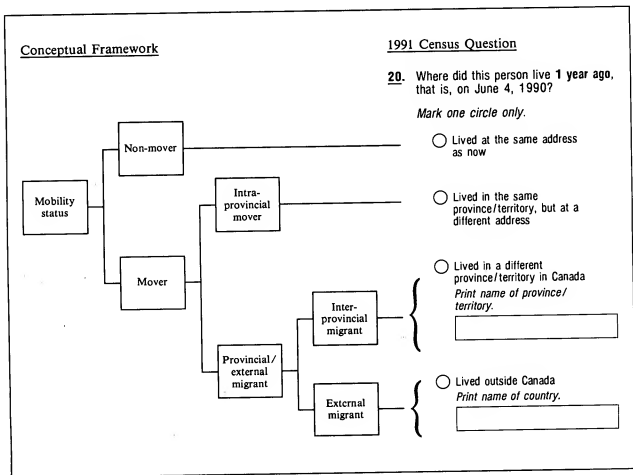 Conceptual Framework
1991 Census Question
20. Where did this person live 1 year ago,
that is, on June 4, 1990?
Mark one circle only.
Non-mover
Lived at the same address
as now
Mobility
status
Intra-
provincial
mover
Lived in the same
province/territory, but at a
different address
Mover
Lived in a different
province/territory in Canada
Print name of province/
territory.
Inter-
provincial
migrant
Provincial/
external
migrant
Lived outside Canada
Print name of country.
External
migrant